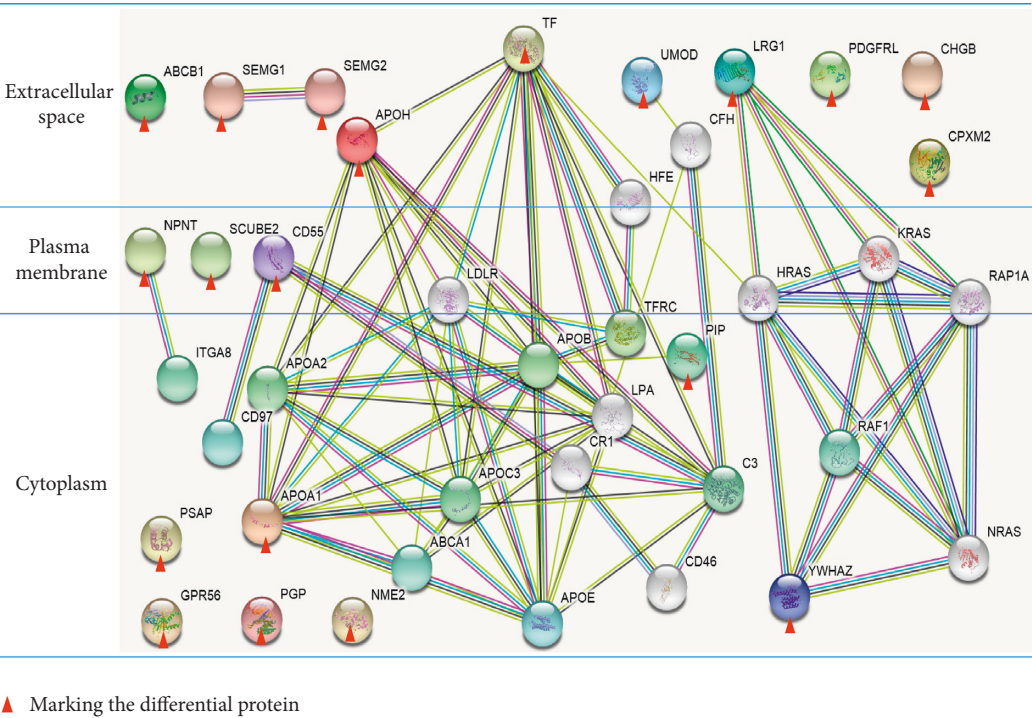 TF
ABCB1
SEMG1
SEMG2
UMOD
LRG1
PDGFRL
CHGB
Extracellular
space
APOH
CFH
CPXM2
HFE
NPNT
SCUBE2
CD55
Plasma
membrane
LDLR
HRAS
KRAS
RAP1A
TFRC
PIP
ITGA8
APOA2
APOB
LPA
CD97
CR1
RAF1
Cytoplasm
APOC3
C3
APOA1
PSAP
ABCA1
CD46
NRAS
YWHAZ
GPR56
PGP
NME2
APOE
Marking the differential protein